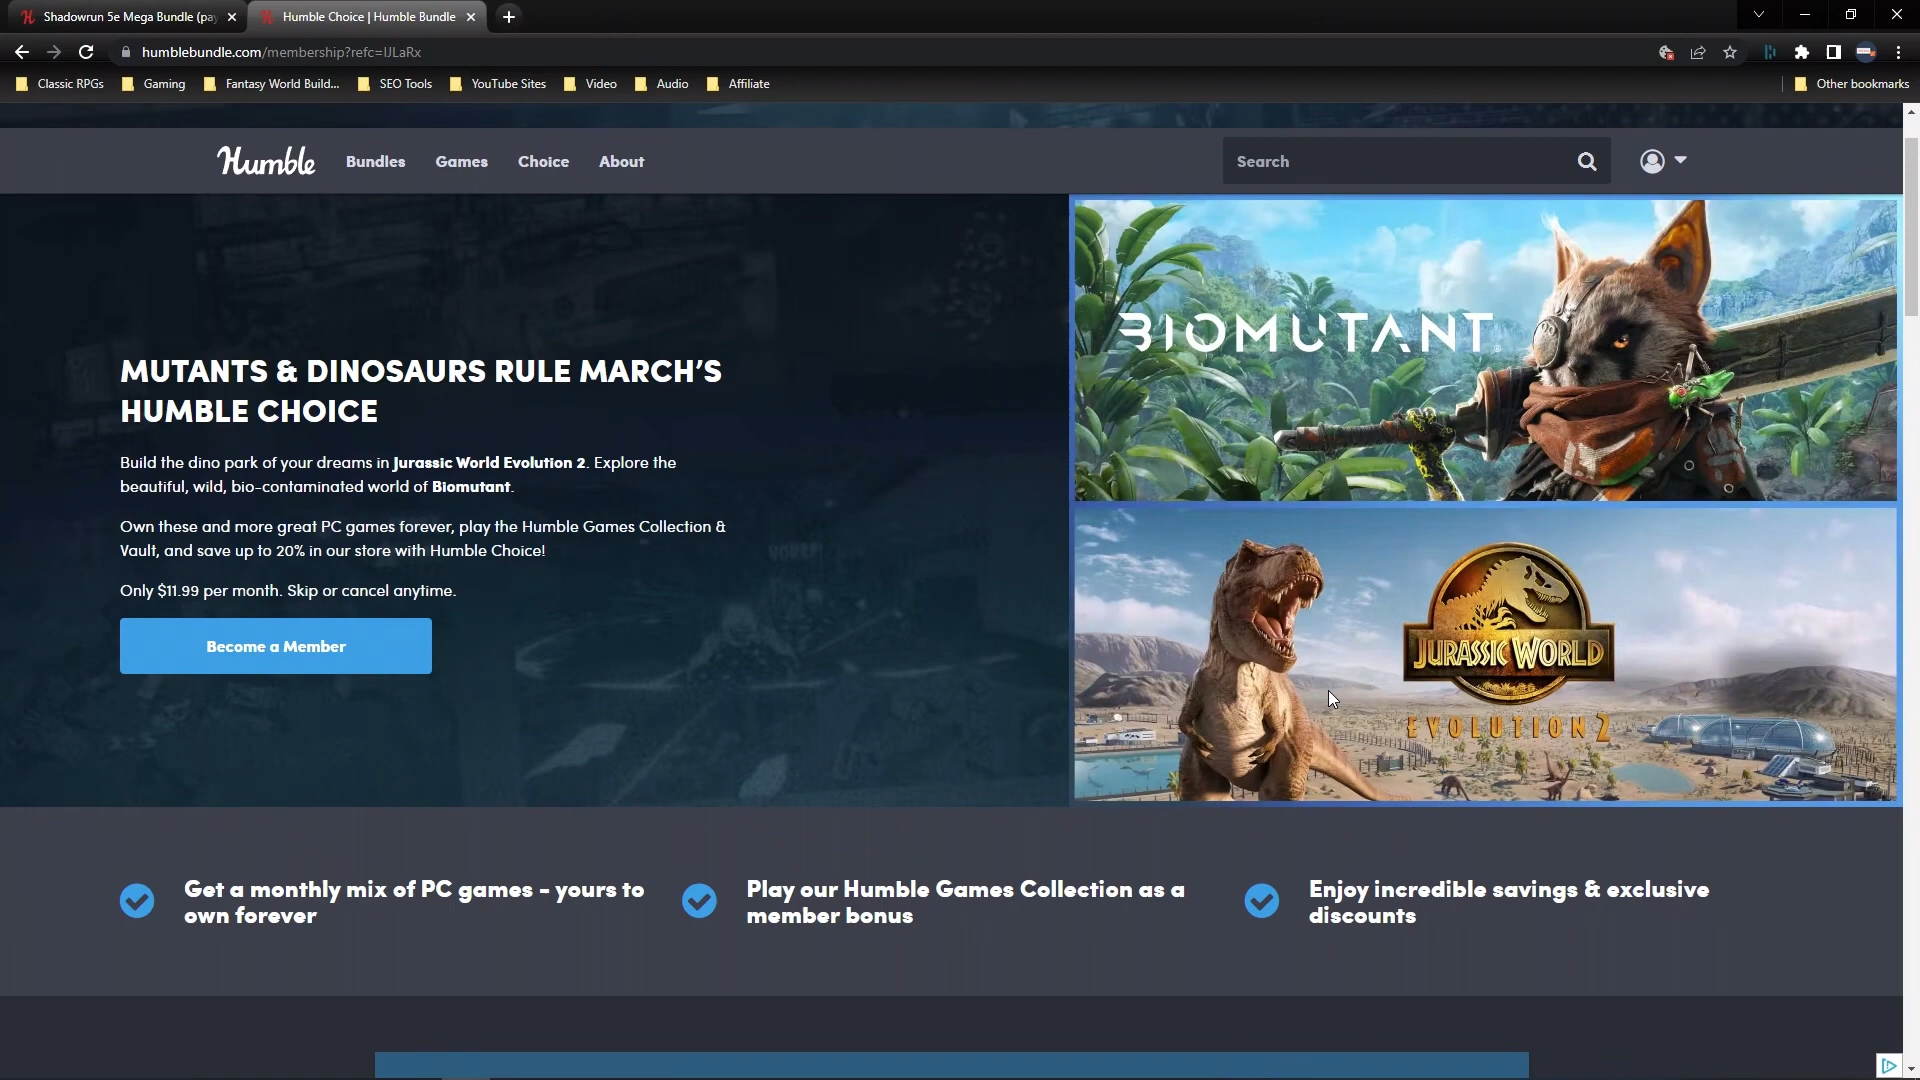 Shadowrun 5e Mega Bundle (pay
Humble Choice | Humble Bundle
humblebundle.com/membership?refc=IJLaRx
Classic RPGs
Gaming
Fantasy World Build...
SEO Tools
YouTube Sites
Video
Audio
Affiliate
Other bookmarks
Humble
Bundles
Games
Choice
About
Search
BIOMUTANT
MUTANTS & DINOSAURS RULE MARCH'S
HUMBLE CHOICE
Build the dino park of your dreams in Jurassic World Evolution 2. Explore the
beautiful, wild, bio-contaminated world of Biomutant.
Own these and more great PC games forever, play the Humble Games Collection &
Vault, and save up to 20% in our store with Humble Choice!
Only $11.99 per month. Skip or cancel anytime.
Become a Member
JURASSIC WORLD
EVOLUTION 2
Get a monthly mix of PC games - yours to
own forever
Play our Humble Games Collection as a
member bonus
Enjoy incredible savings & exclusive
discounts